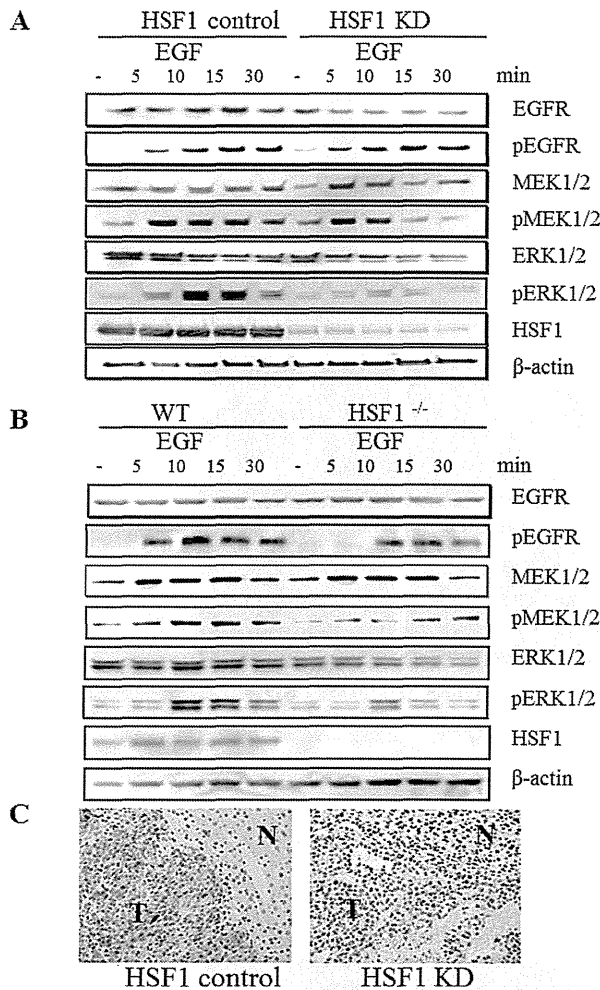 A
HSF1 control HSF1 KD
EGF EGF
- 5 10 15 30 - 5 10 15 30 min
EGFR
pEGFR
MEK1/2
pMEK1/2
ERK1/2
pERK1/2
HSF1
β-actin
B
WT HSF1 -/-
EGF EGF
- 5 10 15 30 - 5 10 15 30 min
EGFR
pEGFR
MEK1/2
pMEK1/2
ERK1/2
pERK1/2
HSF1
β-actin
C
N N
T T
HSF1 control HSF1 KD